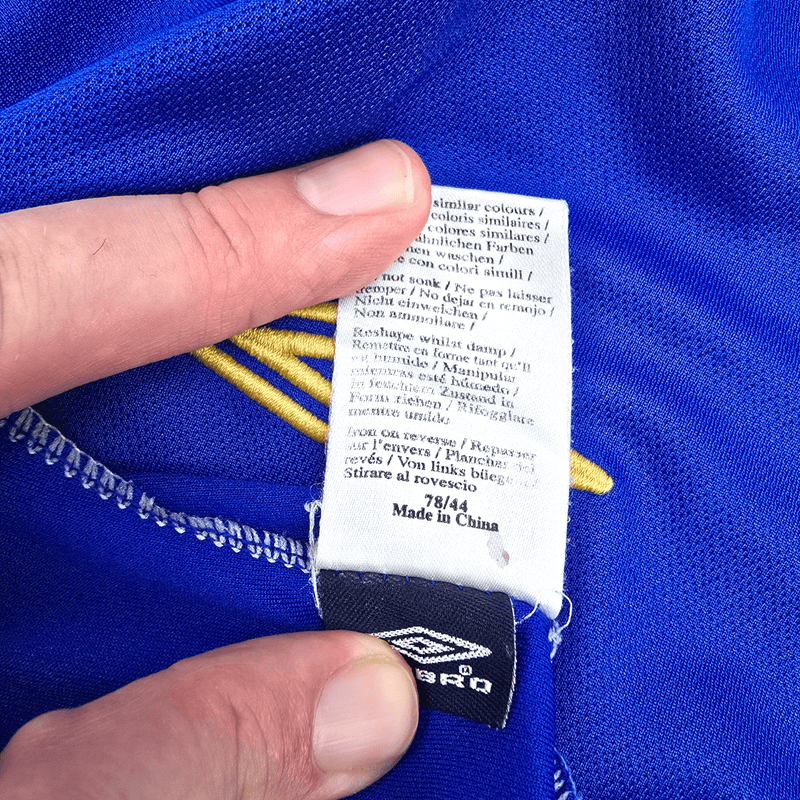 similar colours /
coloris similaires /
colores similares /
ähnlichen Farben
waschen /
con colori simili /
not soak / Ne pas laisser
tremper / No dejar en remojo /
Nicht einweichen /
Non ammollare /
Reshape whilst damp /
Remettre en forme tant qu'il
humide / Manipular
mientras esté húmedo /
in feuchtem Zustand in
Form ziehen / Rifoggiare
mentre umido
Iron on reverse / Repasser
sur l'envers / Planchar del
revés / Von links bügeln
Stirare al rovescio
78/44
Made in China
BRO